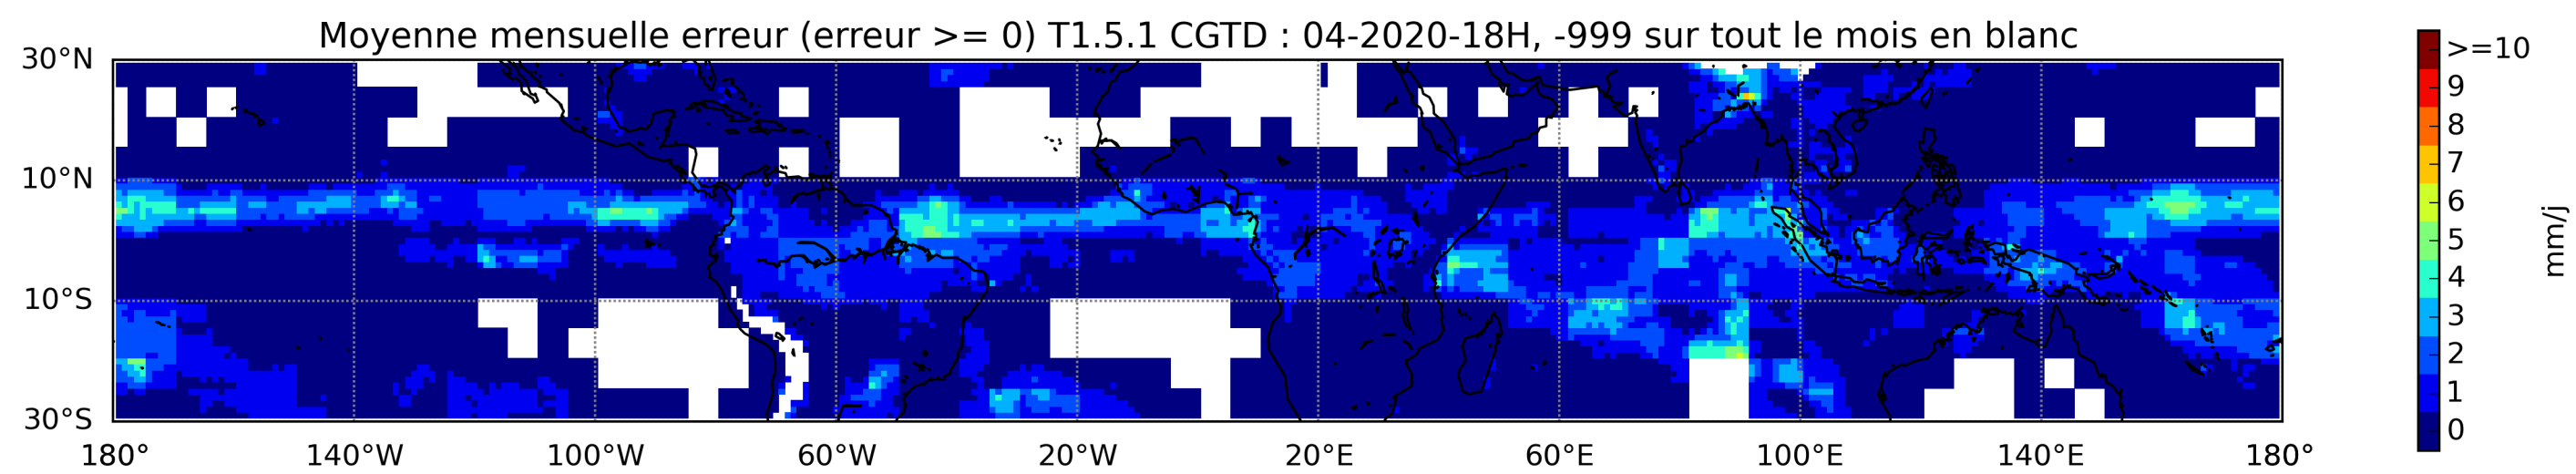 Moyenne mensuelle erreur (erreur >= 0) T1.5.1 CGTD : 04-2020-18H, -999 sur tout le mois en blanc
30°N
10°N
10°S
30°S
180° 140°W 100°W 60°W 20°W 20°E 60°E 100°E 140°E 180°
>=10
9
8
7
6
5
4
3
2
1
0
mm/j